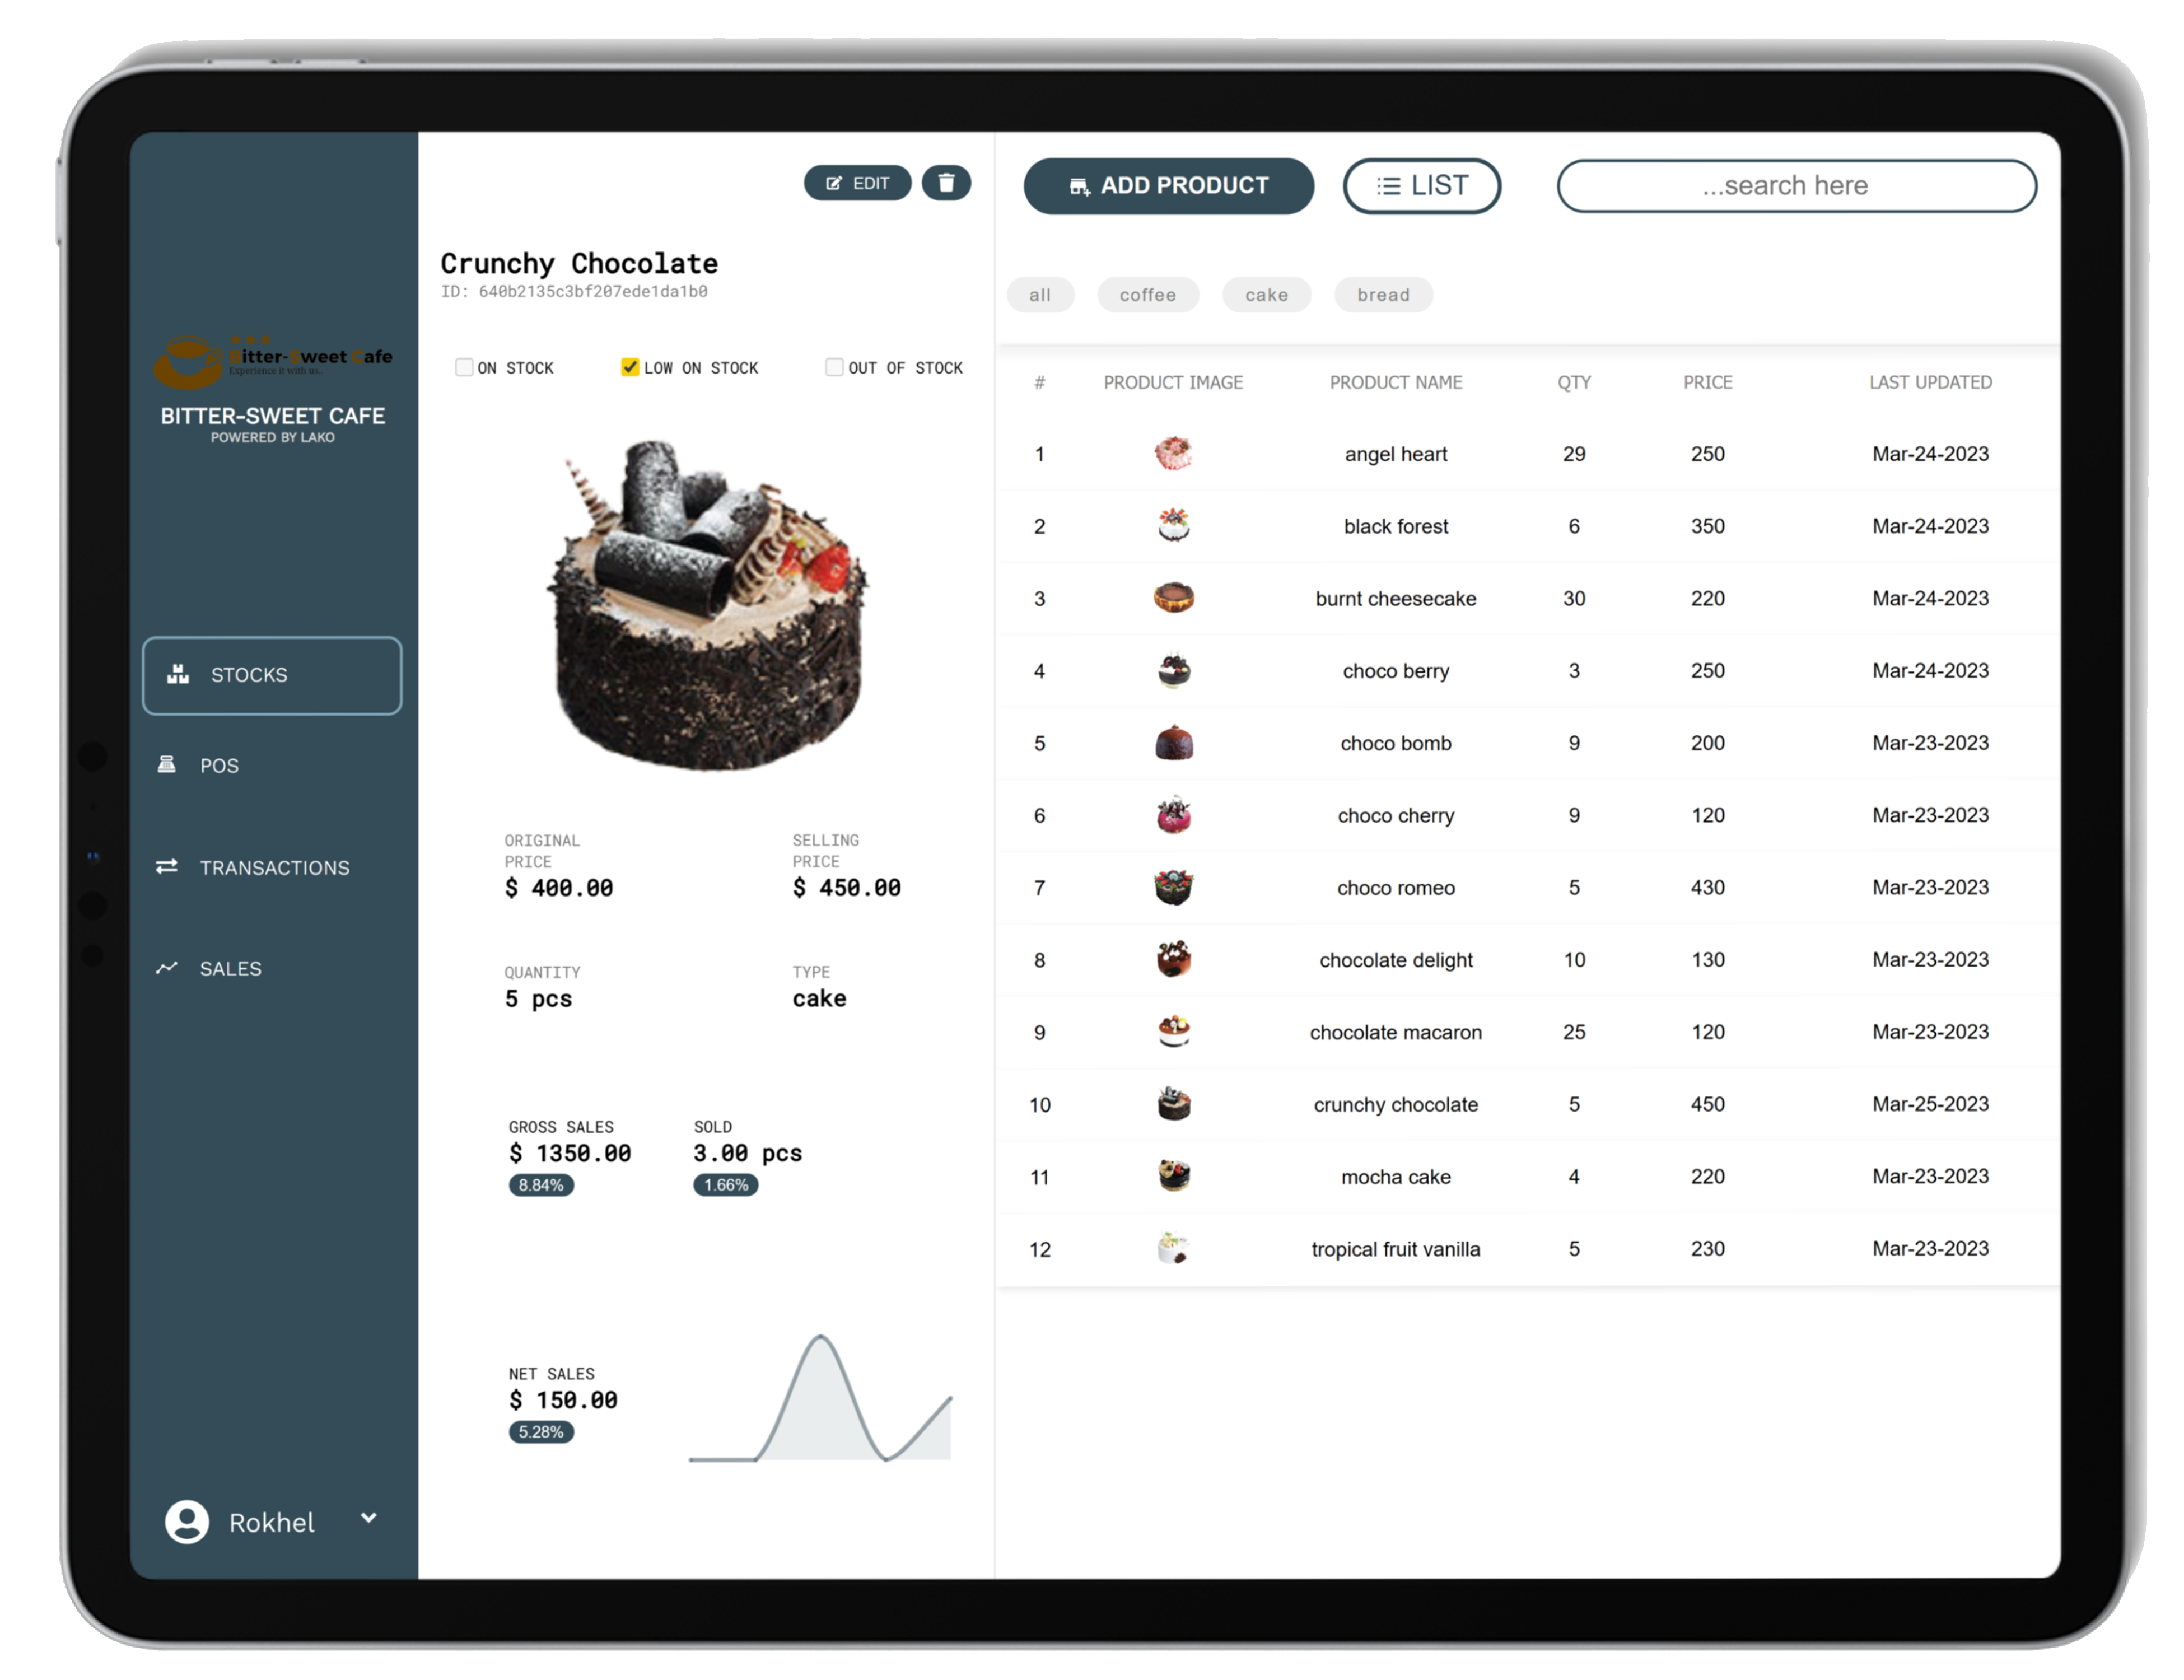 Bitter-Sweet Cafe
Experience it with us..
BITTER-SWEET CAFE
POWERED BY LAKO
STOCKS
POS
TRANSACTIONS
SALES
Rokhel
EDIT
Crunchy Chocolate
ID: 640b2135c3bf207ede1da1b0
ON STOCK LOW ON STOCK OUT OF STOCK
ORIGINAL PRICE
$ 400.00
SELLING PRICE
$ 450.00
QUANTITY
5 pcs
TYPE
cake
GROSS SALES
$ 1350.00
8.84%
SOLD
3.00 pcs
1.66%
NET SALES
$ 150.00
5.28%
ADD PRODUCT LIST ...search here
all coffee cake bread
# PRODUCT IMAGE PRODUCT NAME QTY PRICE LAST UPDATED
1 angel heart 29 250 Mar-24-2023
2 black forest 6 350 Mar-24-2023
3 burnt cheesecake 30 220 Mar-24-2023
4 choco berry 3 250 Mar-24-2023
5 choco bomb 9 200 Mar-23-2023
6 choco cherry 9 120 Mar-23-2023
7 choco romeo 5 430 Mar-23-2023
8 chocolate delight 10 130 Mar-23-2023
9 chocolate macaron 25 120 Mar-23-2023
10 crunchy chocolate 5 450 Mar-25-2023
11 mocha cake 4 220 Mar-23-2023
12 tropical fruit vanilla 5 230 Mar-23-2023